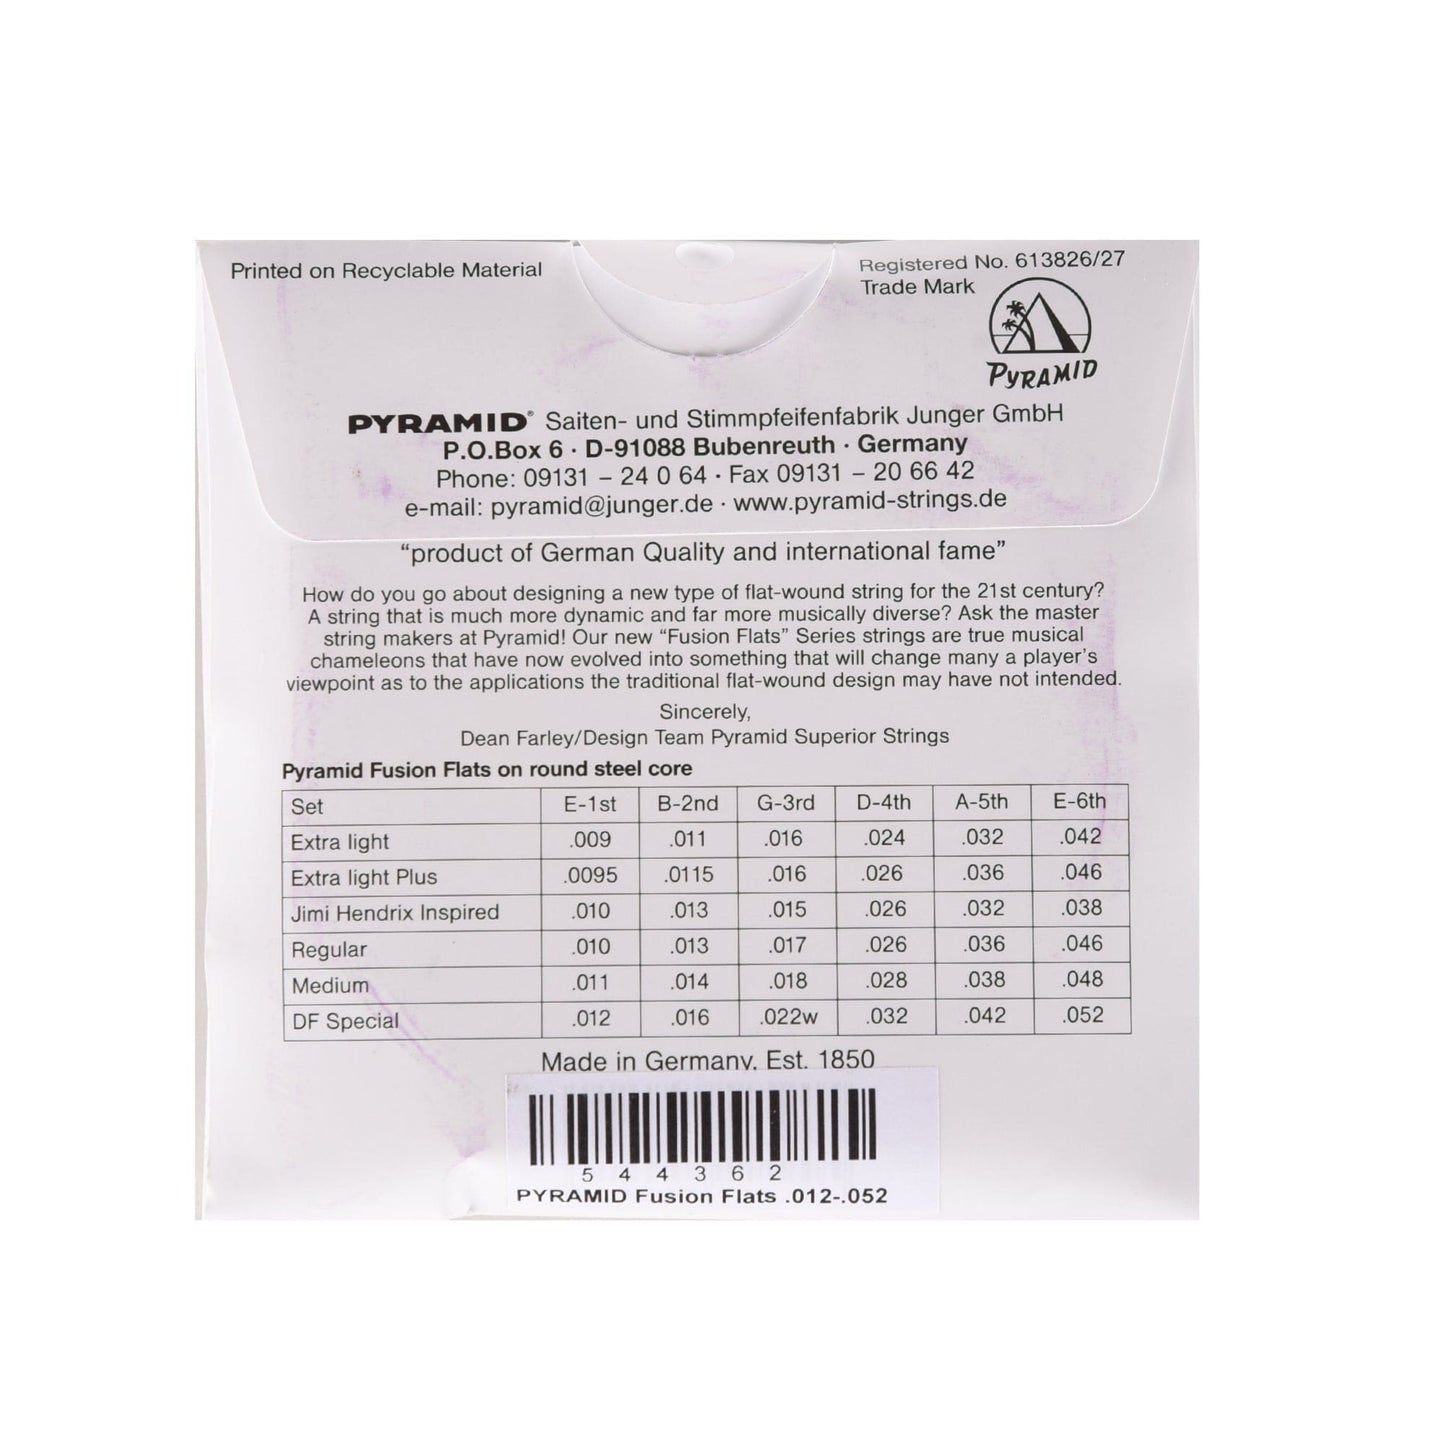 Printed on Recyclable Material
Registered No. 613826/27
Trade Mark
PYRAMID
PYRAMID® Saiten- und Stimmpfeifenfabrik Junger GmbH
P.O.Box 6 · D-91088 Bubenreuth · Germany
Phone: 09131 – 24 0 64 · Fax 09131 – 20 66 42
e-mail: pyramid@junger.de · www.pyramid-strings.de
“product of German Quality and international fame”
How do you go about designing a new type of flat-wound string for the 21st century?
A string that is much more dynamic and far more musically diverse? Ask the master
string makers at Pyramid! Our new “Fusion Flats” Series strings are true musical
chameleons that have now evolved into something that will change many a player's
viewpoint as to the applications the traditional flat-wound design may have not intended.
Sincerely,
Dean Farley/Design Team Pyramid Superior Strings
Pyramid Fusion Flats on round steel core
Set E-1st B-2nd G-3rd D-4th A-5th E-6th
Extra light .009 .011 .016 .024 .032 .042
Extra light Plus .0095 .0115 .016 .026 .036 .046
Jimi Hendrix Inspired .010 .013 .015 .026 .032 .038
Regular .010 .013 .017 .026 .036 .046
Medium .011 .014 .018 .028 .038 .048
DF Special .012 .016 .022w .032 .042 .052
Made in Germany. Est. 1850
5 4 4 3 6 2
PYRAMID Fusion Flats .012-.052